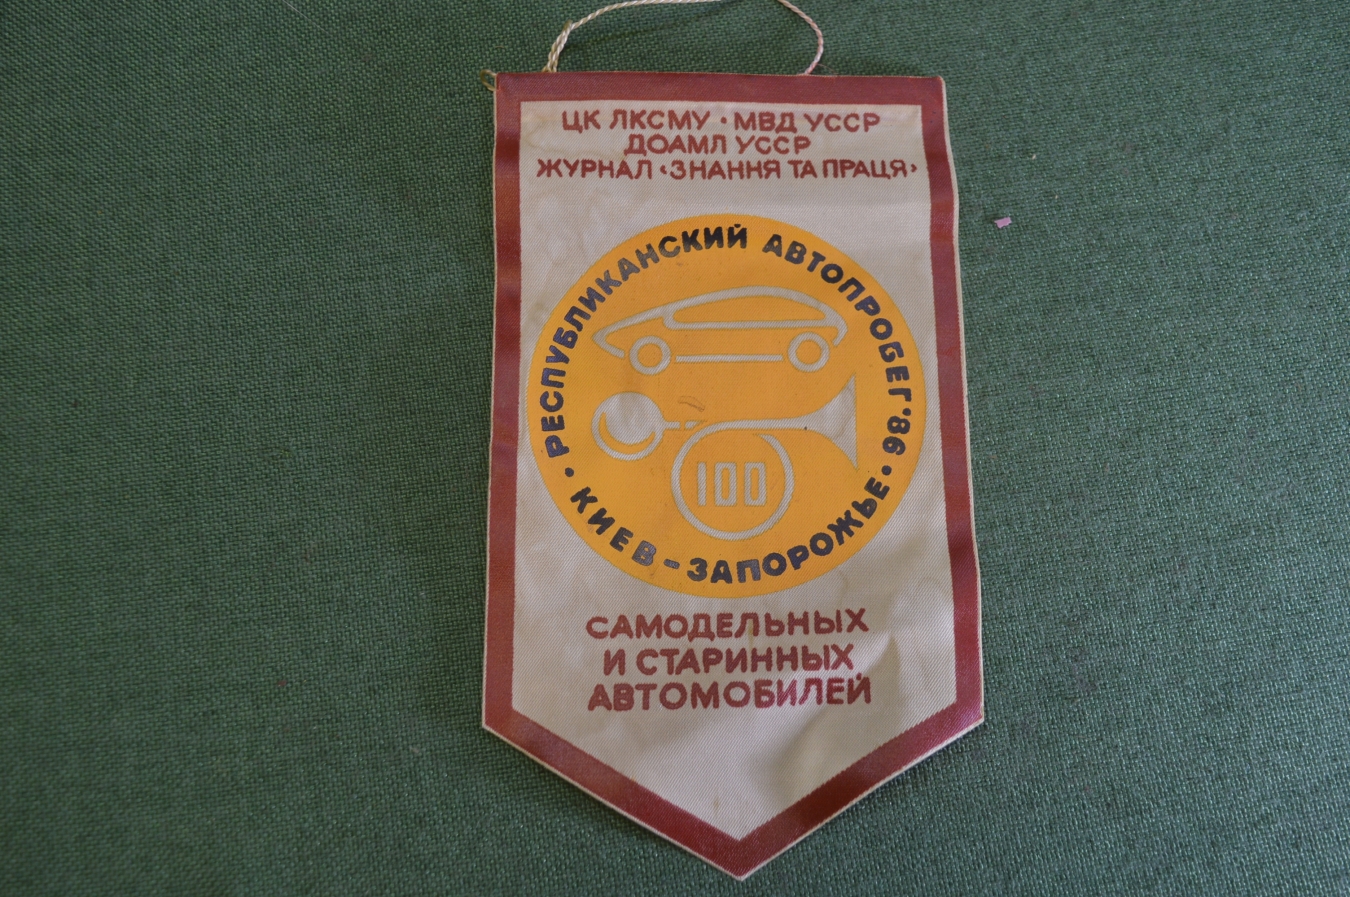 ЦК ЛКСМУ · МВД УССР
ДОАМЛ УССР
ЖУРНАЛ «ЗНАННЯ ТА ПРАЦЯ»
· РЕСПУБЛИКАНСКИЙ АВТОПРОБЕГ'86 ·
100
КИЕВ – ЗАПОРОЖЬЕ
САМОДЕЛЬНЫХ
И СТАРИННЫХ
АВТОМОБИЛЕЙ